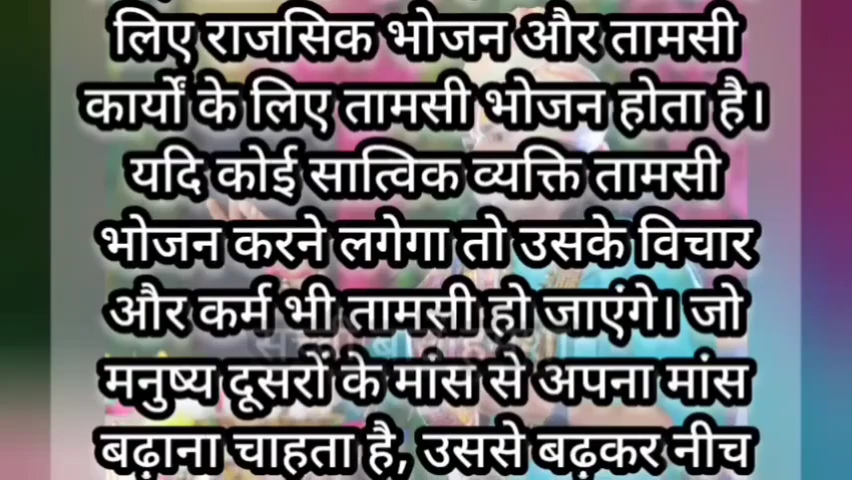 लिए राजसिक भोजन और तामसी
कार्यों के लिए तामसी भोजन होता है।
यदि कोई सात्विक व्यक्ति तामसी
भोजन करने लगेगा तो उसके विचार
और कर्म भी तामसी हो जाएंगे। जो
मनुष्य दूसरों के मांस से अपना मांस
बढ़ाना चाहता है, उससे बढ़कर नीच